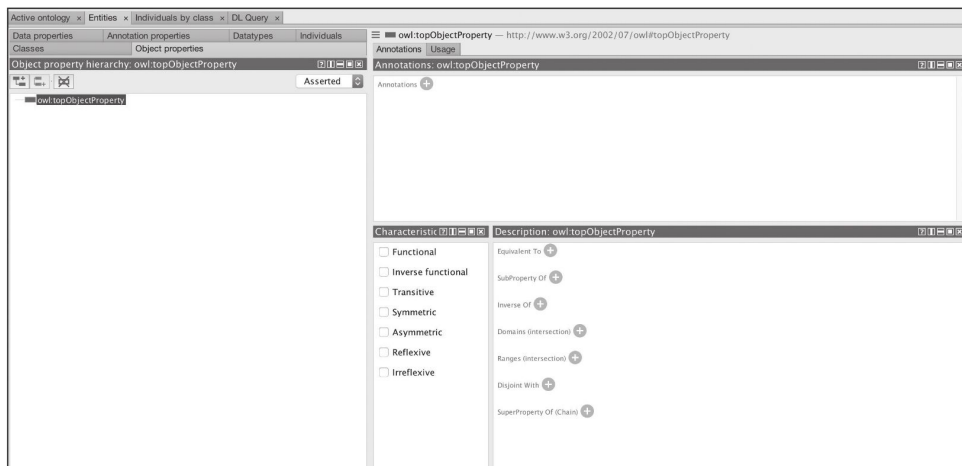 Active ontology × Entities × Individuals by class × DL Query ×
Data properties Annotation properties Datatypes Individuals
Classes Object properties
Object property hierarchy: owl:topObjectProperty
Asserted
owl:topObjectProperty
owl:topObjectProperty — http://www.w3.org/2002/07/owl#topObjectProperty
Annotations Usage
Annotations: owl:topObjectProperty
Annotations
Characteristic
Functional
Inverse functional
Transitive
Symmetric
Asymmetric
Reflexive
Irreflexive
Description: owl:topObjectProperty
Equivalent To
SubProperty Of
Inverse Of
Domains (intersection)
Ranges (intersection)
Disjoint With
SuperProperty Of (Chain)